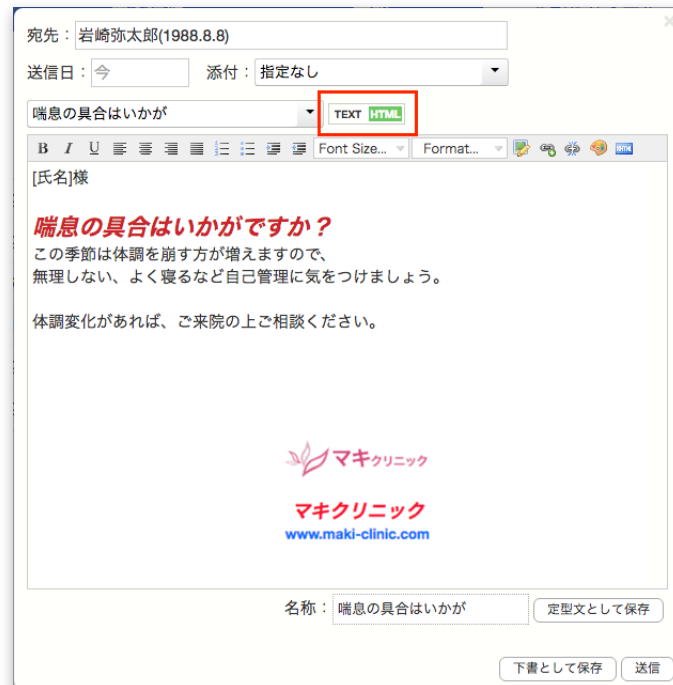 宛先：岩崎弥太郎(1988.8.8)
送信日：今 添付：指定なし
喘息の具合はいかが TEXT HTML
B I U Font Size... Format... HTML
[氏名]様
喘息の具合はいかがですか？
この季節は体調を崩す方が増えますので、
無理しない、よく寝るなど自己管理に気をつけましょう。
体調変化があれば、ご来院の上ご相談ください。
マキクリニック
マキクリニック
www.maki-clinic.com
名称：喘息の具合はいかが 定型文として保存
下書として保存 送信